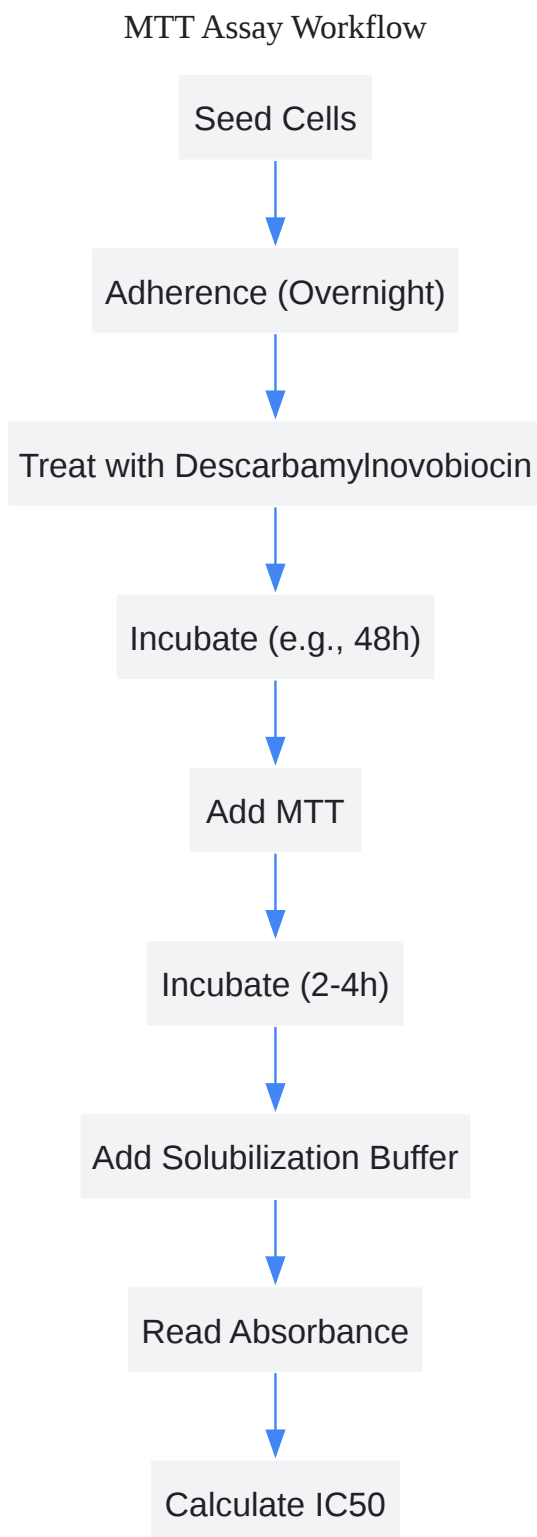 MTT Assay Workflow
Seed Cells
Adherence (Overnight)
Treat with Descarbamylnovobiocin
Incubate (e.g., 48h)
Add MTT
Incubate (2-4h)
Add Solubilization Buffer
Read Absorbance
Calculate IC50